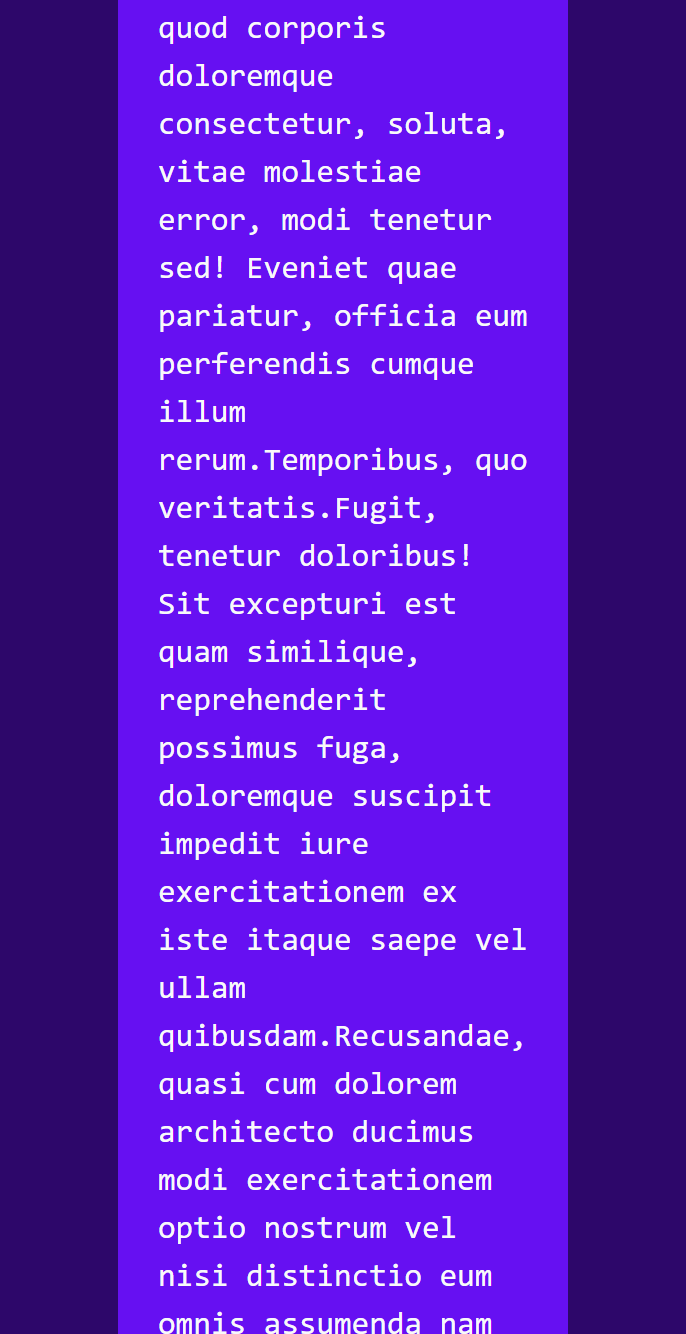 quod corporis
doloremque
consectetur, soluta,
vitae molestiae
error, modi tenetur
sed! Eveniet quae
pariatur, officia eum
perferendis cumque
illum
rerum.Temporibus, quo
veritatis.Fugit,
tenetur doloribus!
Sit excepturi est
quam similique,
reprehenderit
possimus fuga,
doloremque suscipit
impedit iure
exercitationem ex
iste itaque saepe vel
ullam
quibusdam.Recusandae,
quasi cum dolorem
architecto ducimus
modi exercitationem
optio nostrum vel
nisi distinctio eum
omnis assumenda nam